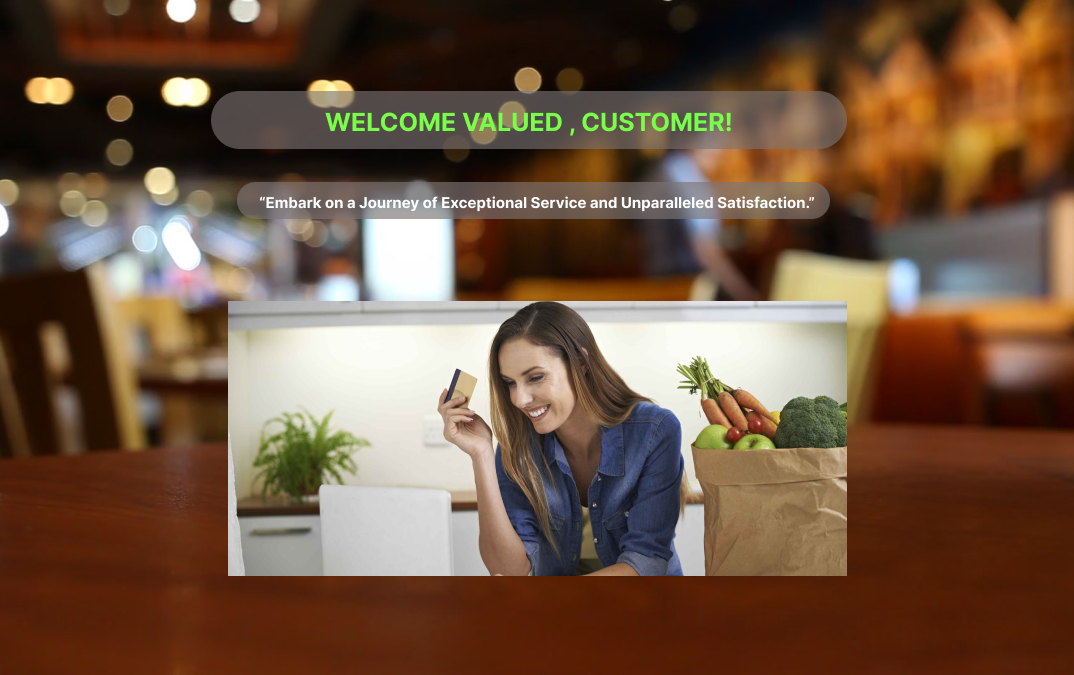 WELCOME VALUED , CUSTOMER!
“Embark on a Journey of Exceptional Service and Unparalleled Satisfaction.”